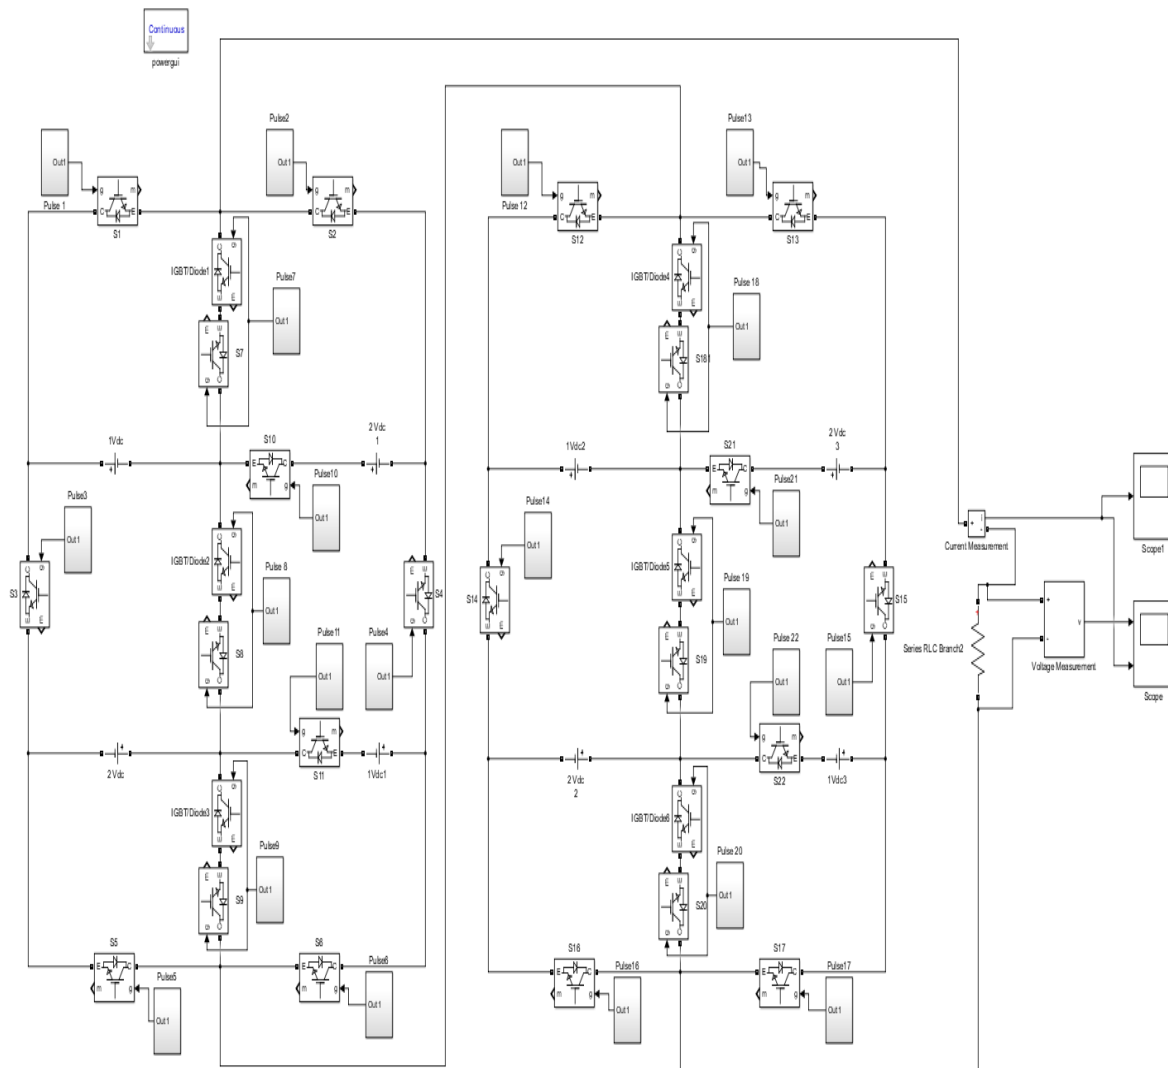 Continuous
powergui
Pulse2
Pulse13
Out1
Out1
Out1
Out1
g
m
g
m
g
m
g
m
Pulse 1
C
E
C
E
Pulse 12
C
E
C
E
S1
S2
S12
S13
IGBT/Diode1
C
g
E
E
Pulse7
Out1
IGBT/Diode4
C
g
E
E
Pulse 18
Out1
S7
E
E
g
C
S181
E
E
g
C
1Vdc
S10
2 Vdc
1
1Vdc2
S21
2 Vdc
3
E
C
m
g
Pulse10
Out1
E
C
m
g
Pulse21
Out1
Pulse3
Out1
Pulse14
Out1
S3
C
g
E
E
IGBT/Diode2
C
g
E
E
Pulse 8
Out1
S4
E
E
g
C
S14
C
g
E
E
IGBT/Diode5
C
g
E
E
Pulse 19
Out1
S15
E
E
g
C
+
i
-
Current Measurement
Scope1
S8
E
E
g
C
Pulse11
Out1
Pulse4
Out1
S19
E
E
g
C
Pulse 22
Out1
Pulse15
Out1
+
Series RLC Branch2
+
-
v
Voltage Measurement
Scope
g
m
C
E
g
m
C
E
2 Vdc
S11
1Vdc1
2 Vdc
2
S22
1Vdc3
IGBT/Diode3
C
g
E
E
IGBT/Diode6
C
g
E
E
Pulse9
Out1
Pulse 20
Out1
S9
E
E
g
C
S20
E
E
g
C
S5
S6
S16
S17
E
C
m
g
Pulse5
Out1
E
C
m
g
Pulse6
Out1
E
C
m
g
Pulse16
Out1
E
C
m
g
Pulse17
Out1